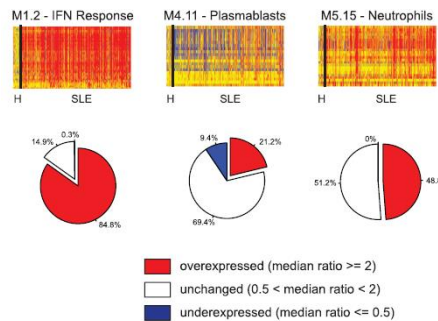 M1.2 - IFN Response M4.11 - Plasmablasts M5.15 - Neutrophils
H SLE H SLE H SLE
0.3%
14.9%
84.8%
9.4%
21.2%
69.4%
0%
51.2%
48.8
overexpressed (median ratio >= 2)
unchanged (0.5 < median ratio < 2)
underexpressed (median ratio <= 0.5)